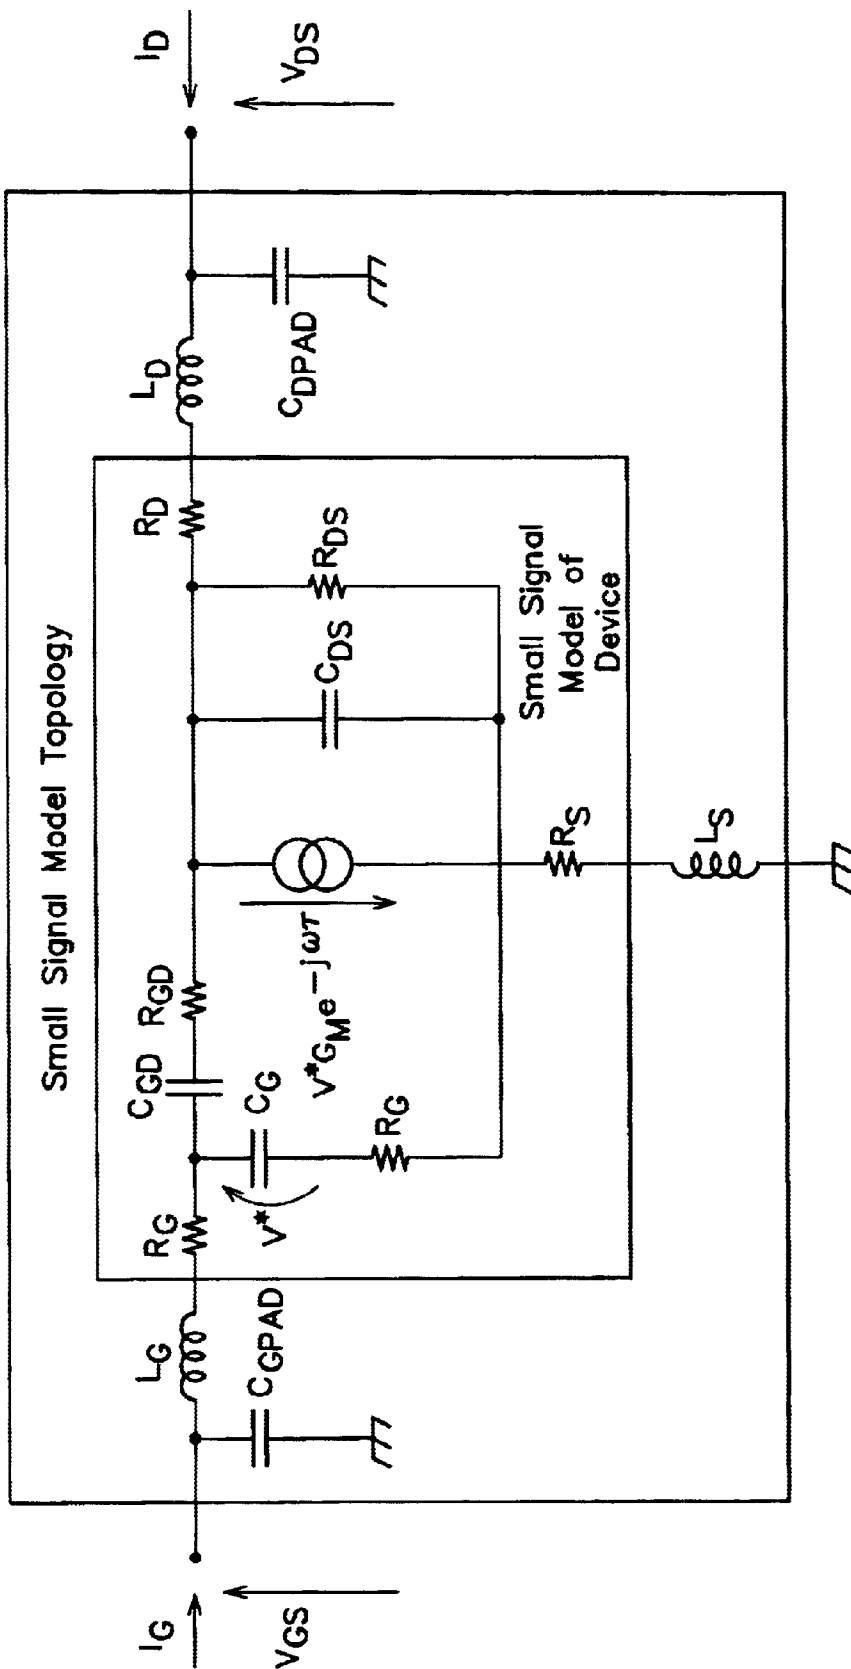 Small Signal Model Topology
I_G
V_GS
L_G
C_GPAD
R_G
V*
C_G
R_G
C_GD
R_GD
V*G_M e^-jωτ
R_S
L_S
C_DS
R_DS
R_D
Small Signal
Model of
Device
L_D
C_DPAD
I_D
V_DS